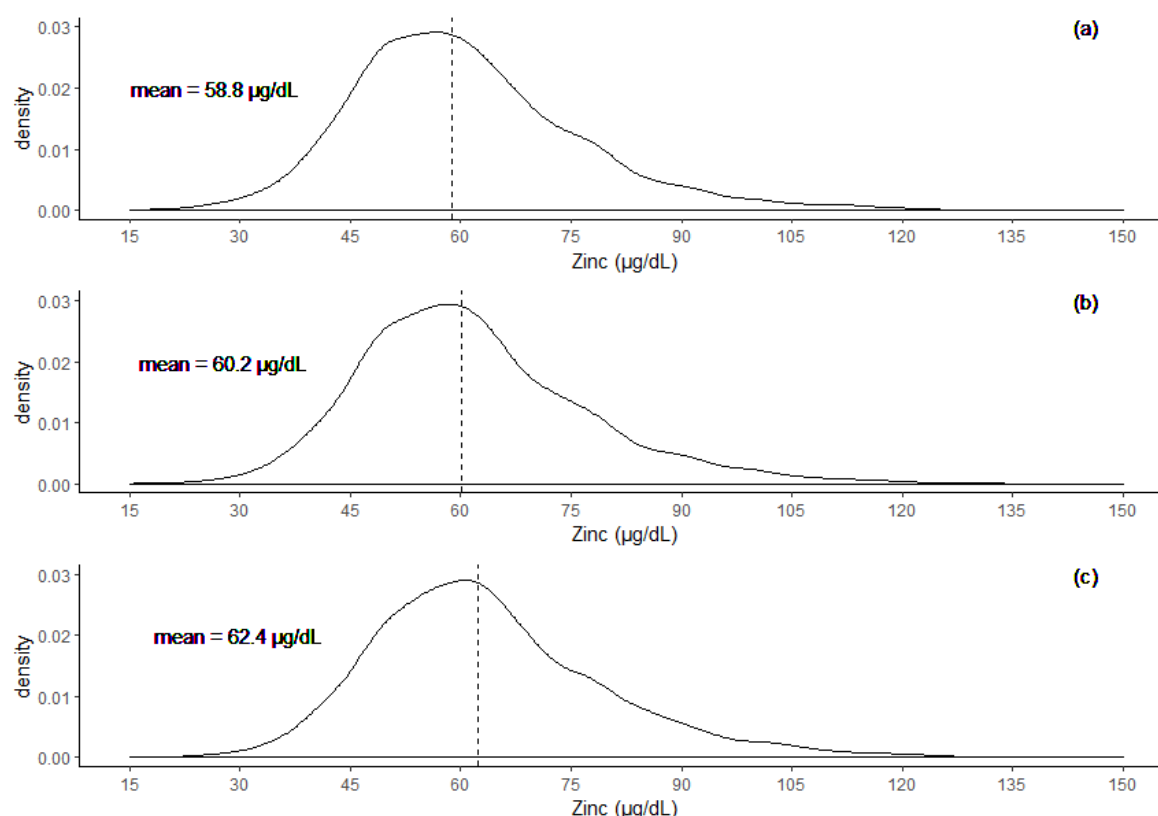 (a)
0.03
0.02
0.01
0.00
density
mean = 58.8 µg/dL
15 30 45 60 75 90 105 120 135 150
Zinc (µg/dL)
(b)
0.03
0.02
0.01
0.00
density
mean = 60.2 µg/dL
15 30 45 60 75 90 105 120 135 150
Zinc (µg/dL)
(c)
0.03
0.02
0.01
0.00
density
mean = 62.4 µg/dL
15 30 45 60 75 90 105 120 135 150
Zinc (µg/dL)